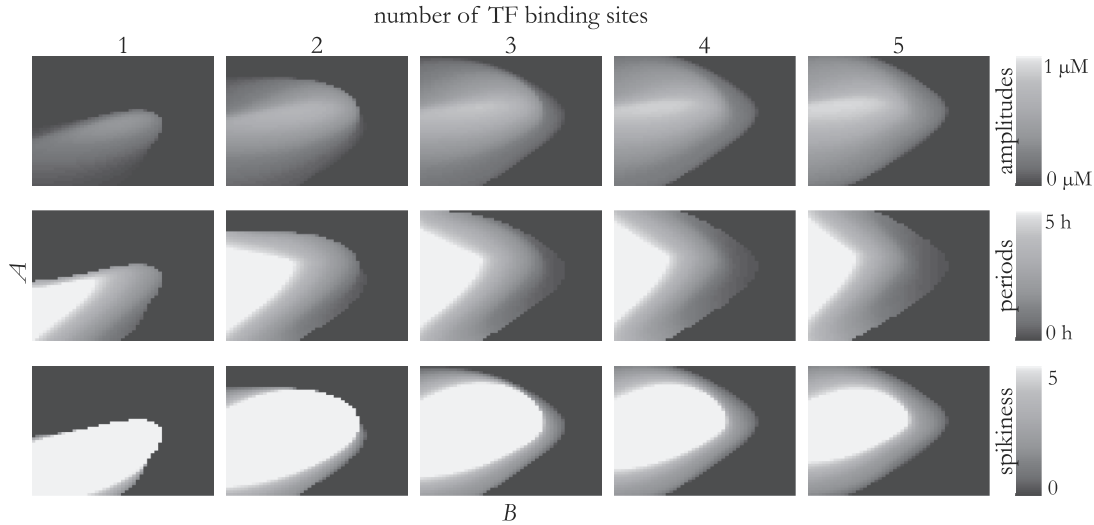 number of TF binding sites
1 2 3 4 5
amplitudes
1 μM
0 μM
A
periods
5 h
0 h
spikiness
5
0
B